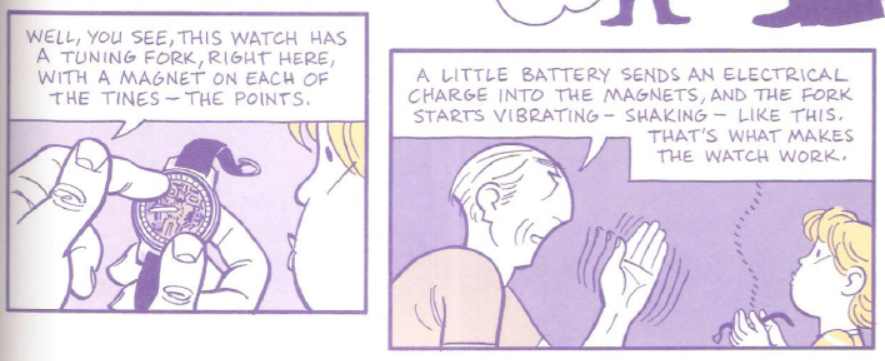 WELL, YOU SEE, THIS WATCH HAS
A TUNING FORK, RIGHT HERE,
WITH A MAGNET ON EACH OF
THE TINES – THE POINTS.
A LITTLE BATTERY SENDS AN ELECTRICAL
CHARGE INTO THE MAGNETS, AND THE FORK
STARTS VIBRATING – SHAKING – LIKE THIS.
THAT'S WHAT MAKES
THE WATCH WORK.